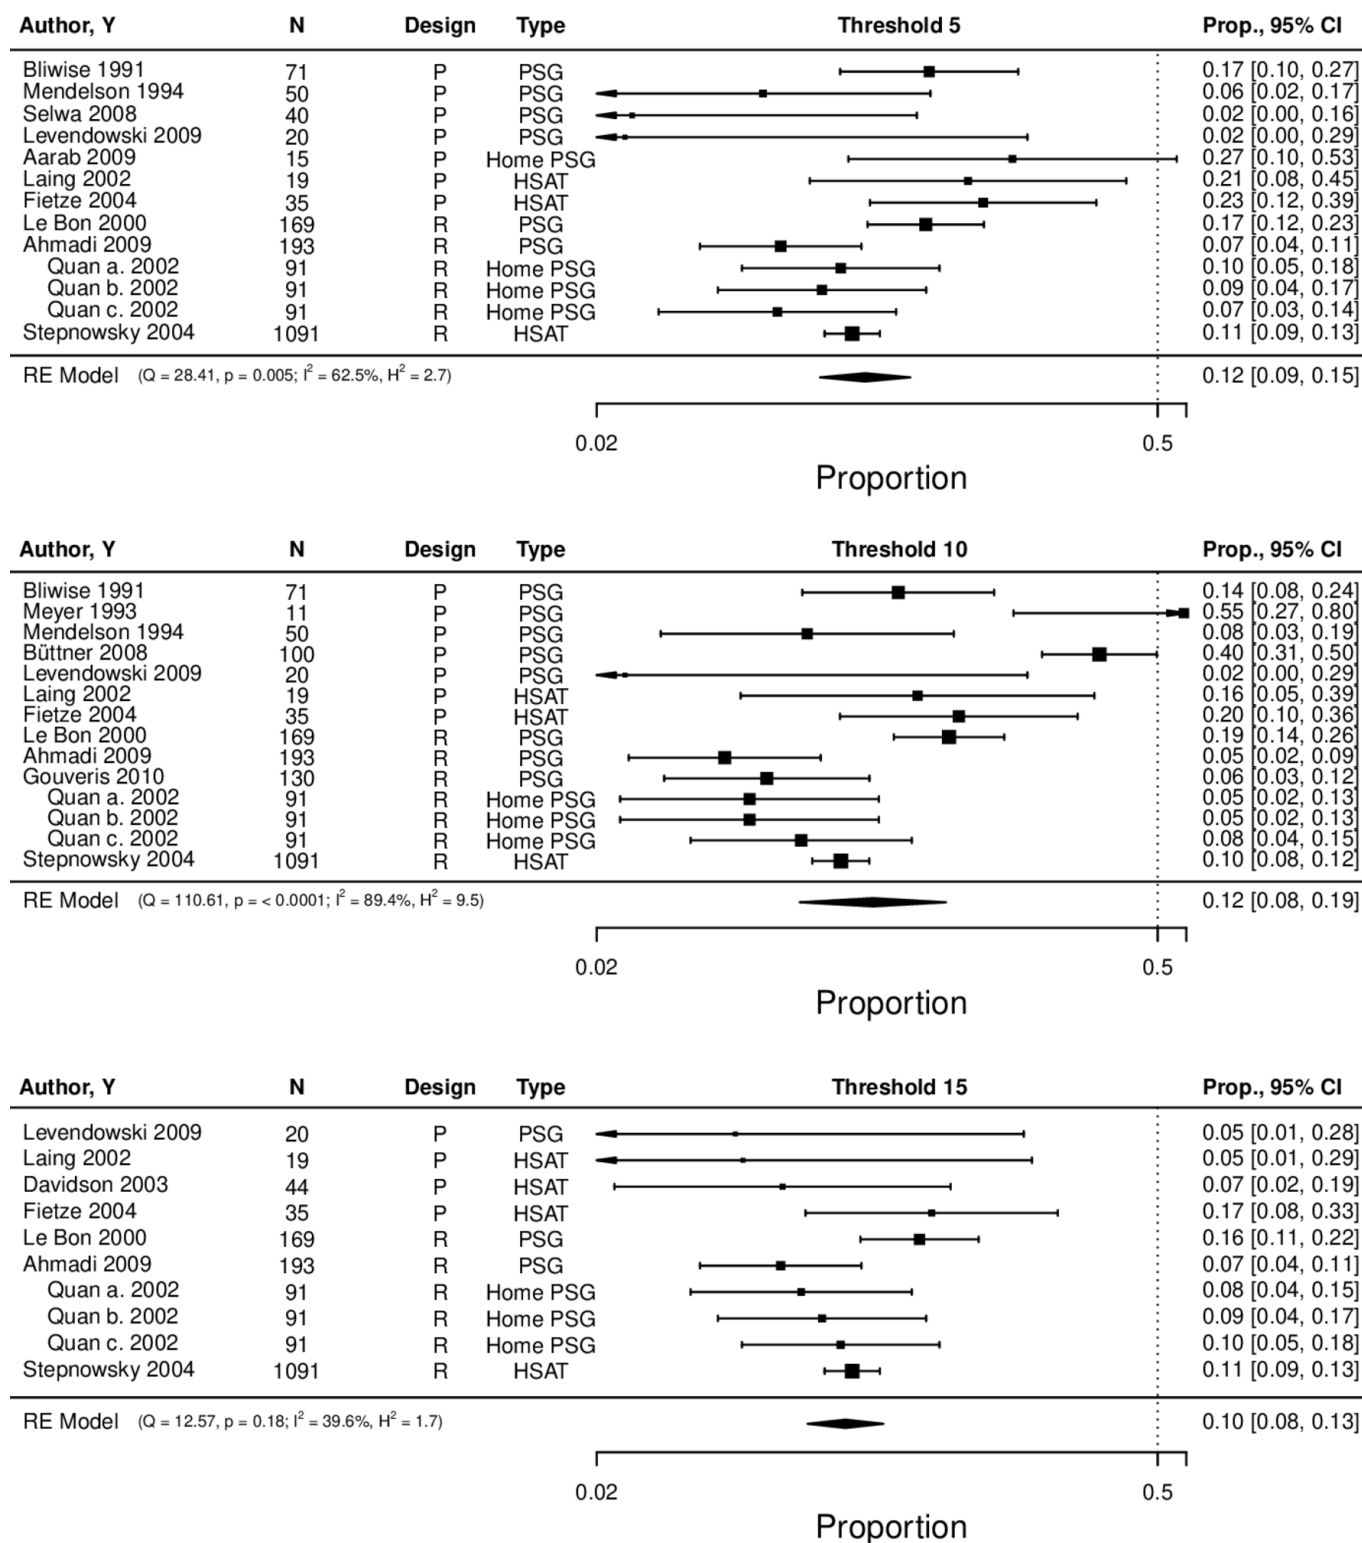 Author, Y N Design Type Threshold 5 Prop., 95% CI
Bliwise 1991 71 P PSG 0.17 [0.10, 0.27]
Mendelson 1994 50 P PSG 0.06 [0.02, 0.17]
Selwa 2008 40 P PSG 0.02 [0.00, 0.16]
Levendowski 2009 20 P PSG 0.02 [0.00, 0.29]
Aarab 2009 15 P Home PSG 0.27 [0.10, 0.53]
Laing 2002 19 P HSAT 0.21 [0.08, 0.45]
Fietze 2004 35 P HSAT 0.23 [0.12, 0.39]
Le Bon 2000 169 R PSG 0.17 [0.12, 0.23]
Ahmadi 2009 193 R PSG 0.07 [0.04, 0.11]
Quan a. 2002 91 R Home PSG 0.10 [0.05, 0.18]
Quan b. 2002 91 R Home PSG 0.09 [0.04, 0.17]
Quan c. 2002 91 R Home PSG 0.07 [0.03, 0.14]
Stepnowsky 2004 1091 R HSAT 0.11 [0.09, 0.13]
RE Model (Q = 28.41, p = 0.005; I² = 62.5%, H² = 2.7) 0.12 [0.09, 0.15]
0.02 0.5
Proportion
Author, Y N Design Type Threshold 10 Prop., 95% CI
Bliwise 1991 71 P PSG 0.14 [0.08, 0.24]
Meyer 1993 11 P PSG 0.55 [0.27, 0.80]
Mendelson 1994 50 P PSG 0.08 [0.03, 0.19]
Büttner 2008 100 P PSG 0.40 [0.31, 0.50]
Levendowski 2009 20 P PSG 0.02 [0.00, 0.29]
Laing 2002 19 P HSAT 0.16 [0.05, 0.39]
Fietze 2004 35 P HSAT 0.20 [0.10, 0.36]
Le Bon 2000 169 R PSG 0.19 [0.14, 0.26]
Ahmadi 2009 193 R PSG 0.05 [0.02, 0.09]
Gouveris 2010 130 R PSG 0.06 [0.03, 0.12]
Quan a. 2002 91 R Home PSG 0.05 [0.02, 0.13]
Quan b. 2002 91 R Home PSG 0.05 [0.02, 0.13]
Quan c. 2002 91 R Home PSG 0.08 [0.04, 0.15]
Stepnowsky 2004 1091 R HSAT 0.10 [0.08, 0.12]
RE Model (Q = 110.61, p = < 0.0001; I² = 89.4%, H² = 9.5) 0.12 [0.08, 0.19]
0.02 0.5
Proportion
Author, Y N Design Type Threshold 15 Prop., 95% CI
Levendowski 2009 20 P PSG 0.05 [0.01, 0.28]
Laing 2002 19 P HSAT 0.05 [0.01, 0.29]
Davidson 2003 44 P HSAT 0.07 [0.02, 0.19]
Fietze 2004 35 P HSAT 0.17 [0.08, 0.33]
Le Bon 2000 169 R PSG 0.16 [0.11, 0.22]
Ahmadi 2009 193 R PSG 0.07 [0.04, 0.11]
Quan a. 2002 91 R Home PSG 0.08 [0.04, 0.15]
Quan b. 2002 91 R Home PSG 0.09 [0.04, 0.17]
Quan c. 2002 91 R Home PSG 0.10 [0.05, 0.18]
Stepnowsky 2004 1091 R HSAT 0.11 [0.09, 0.13]
RE Model (Q = 12.57, p = 0.18; I² = 39.6%, H² = 1.7) 0.10 [0.08, 0.13]
0.02 0.5
Proportion